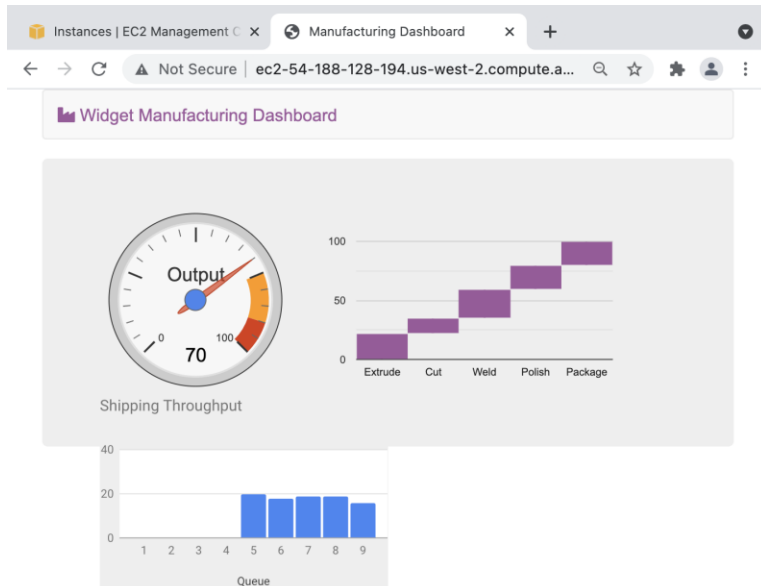 Instances | EC2 Management C
Manufacturing Dashboard
Not Secure | ec2-54-188-128-194.us-west-2.compute.a...
Widget Manufacturing Dashboard
Output
0
100
70
Shipping Throughput
100
50
0
Extrude Cut Weld Polish Package
40
20
0
1 2 3 4 5 6 7 8 9
Queue